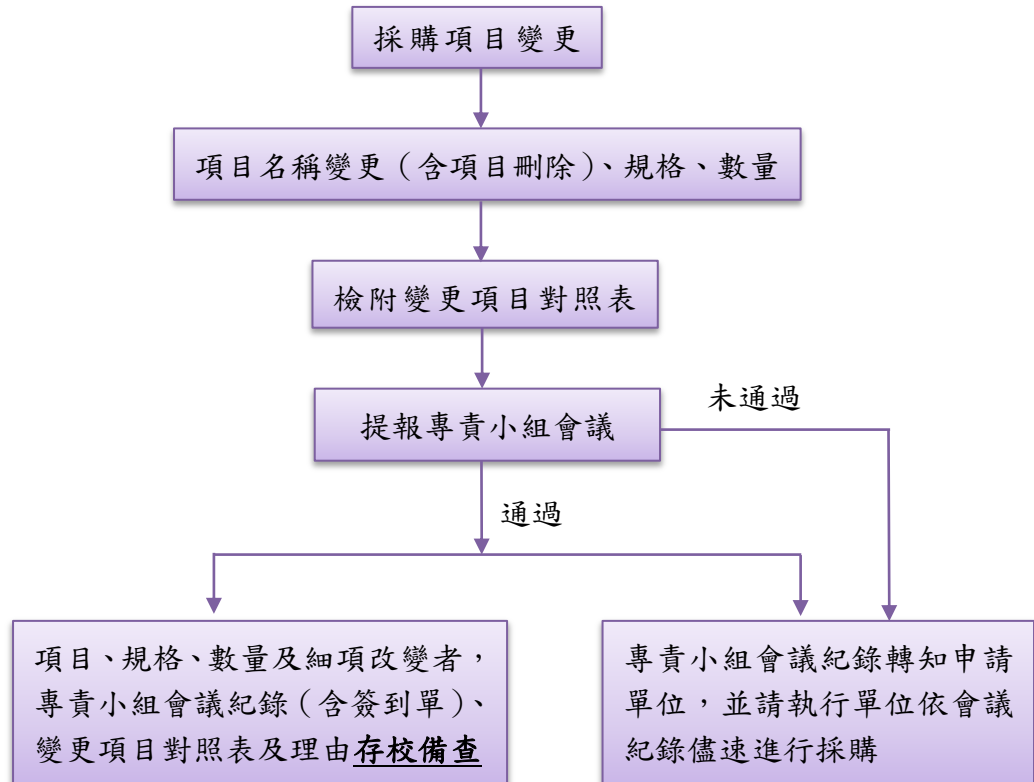 採購項目變更
項目名稱變更（含項目刪除）、規格、數量
檢附變更項目對照表
提報專責小組會議
未通過
通過
項目、規格、數量及細項改變者，
專責小組會議紀錄（含簽到單）、
變更項目對照表及理由存校備查
專責小組會議紀錄轉知申請
單位，並請執行單位依會議
紀錄儘速進行採購